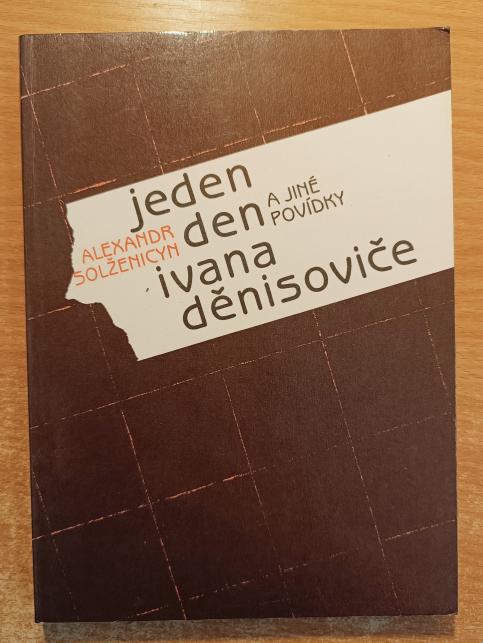 jeden
ALEXANDR
SOLŽENICYN
den
A JINÉ
POVÍDKY
ivana
děnisoviče